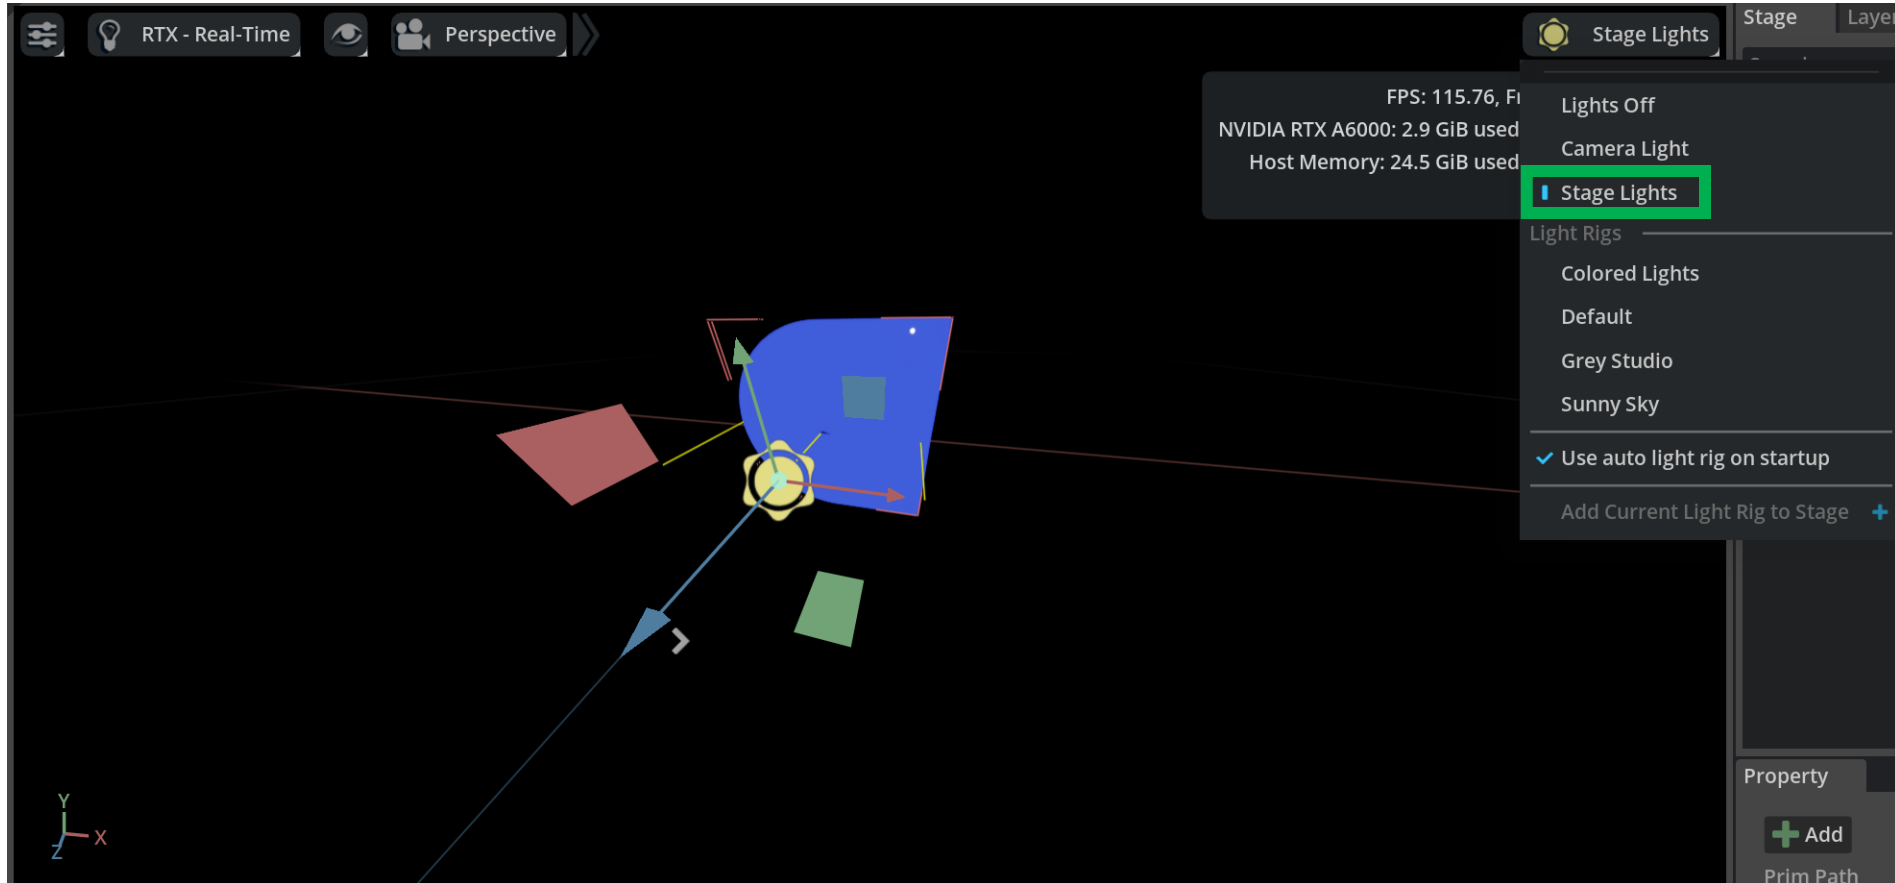 RTX - Real-Time
Perspective
Stage Lights
Stage
FPS: 115.76,
NVIDIA RTX A6000: 2.9 GiB used
Host Memory: 24.5 GiB used
Lights Off
Camera Light
Stage Lights
Light Rigs
Colored Lights
Default
Grey Studio
Sunny Sky
Use auto light rig on startup
Add Current Light Rig to Stage
Property
Add
Prim Path
Y
X
Z